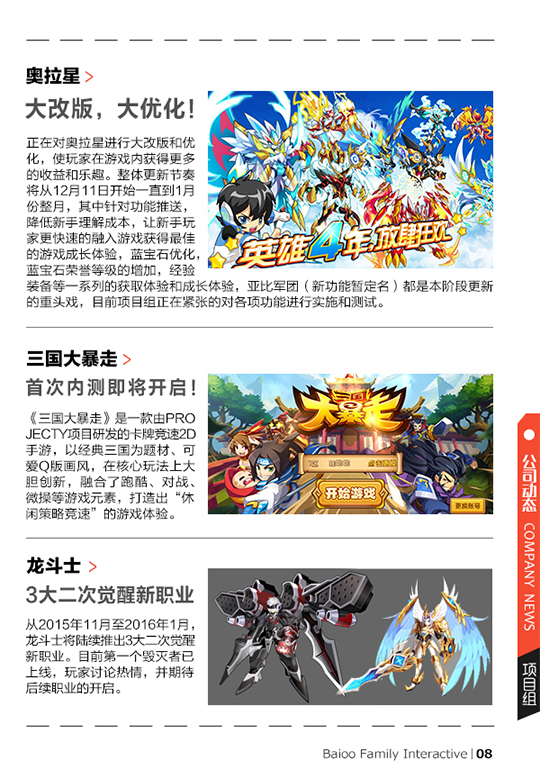 奥拉星 >
大改版，大优化！
正在对奥拉星进行大改版和优
化，使玩家在游戏内获得更多
的收益和乐趣。整体更新节奏
将从12月11日开始一直到1月
份整月，其中针对功能推送，
降低新手理解成本，让新手玩
家更快速的融入游戏获得最佳
的游戏成长体验，蓝宝石优化，
蓝宝石荣誉等级的增加，经验
装备等一系列的获取体验和成长体验，亚比军团（新功能暂定名）都是本阶段更新
的重头戏，目前项目组正在紧张的对各项功能进行实施和测试。
英雄4年，放肆狂欢
三国大暴走 >
首次内测即将开启！
《三国大暴走》是一款由PRO
JECTY项目研发的卡牌竞速2D
手游，以经典三国为题材、可
爱Q版画风，在核心玩法上大
胆创新，融合了跑酷、对战、
微操等游戏元素，打造出“休
闲策略竞速”的游戏体验。
三国
大暴走
开始游戏
更换账号
龙斗士 >
3大二次觉醒新职业
从2015年11月至2016年1月，
龙斗士将陆续推出3大二次觉醒
新职业。目前第一个毁灭者已
上线，玩家讨论热情，并期待
后续职业的开启。
公司动态 COMPANY NEWS
项目组
Baioo Family Interactive | 08